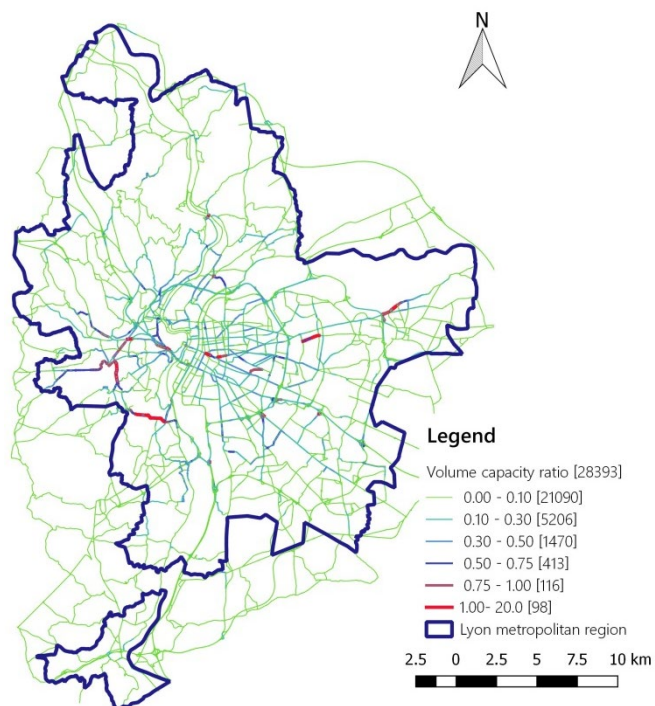 N
Legend
Volume capacity ratio [28393]
0.00 - 0.10 [21090]
0.10 - 0.30 [5206]
0.30 - 0.50 [1470]
0.50 - 0.75 [413]
0.75 - 1.00 [116]
1.00- 20.0 [98]
Lyon metropolitan region
2.5 0 2.5 5 7.5 10 km